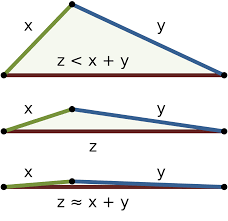 x y
z < x + y
x y
z
x y
z ≈ x + y